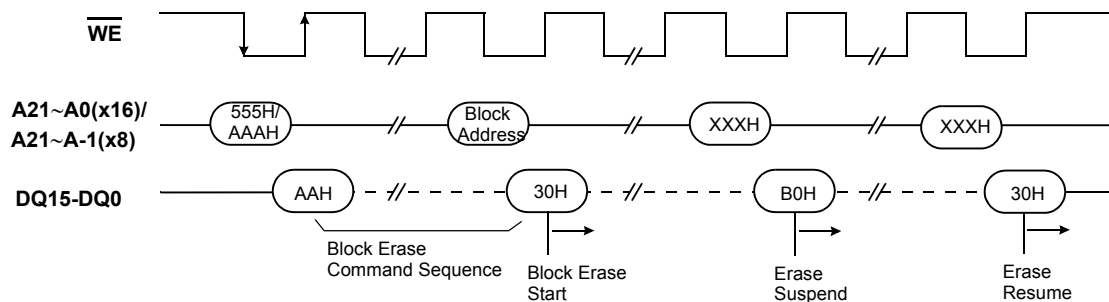 WE
A21~A0(x16)/
A21~A-1(x8)
555H/
AAAH
Block
Address
XXXH
XXXH
DQ15-DQ0
AAH
30H
B0H
30H
Block Erase
Command Sequence
Block Erase
Start
Erase
Suspend
Erase
Resume